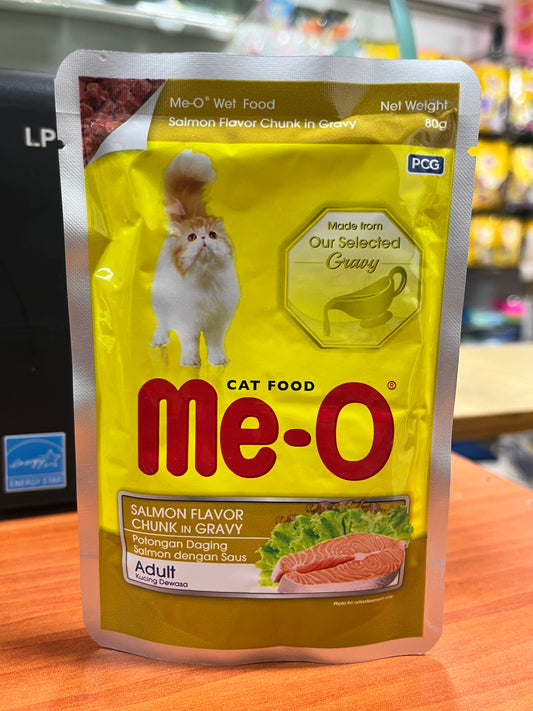 LP
Me-O® Wet Food
Salmon Flavor Chunk in Gravy
Net Weight
80g
PCG
Made from
Our Selected
Gravy
CAT FOOD
Me-O®
SALMON FLAVOR
CHUNK IN GRAVY
Potongan Daging
Salmon dengan Saus
Adult
Kucing Dewasa
Photo for advertisement only
energy
ENERGY STAR